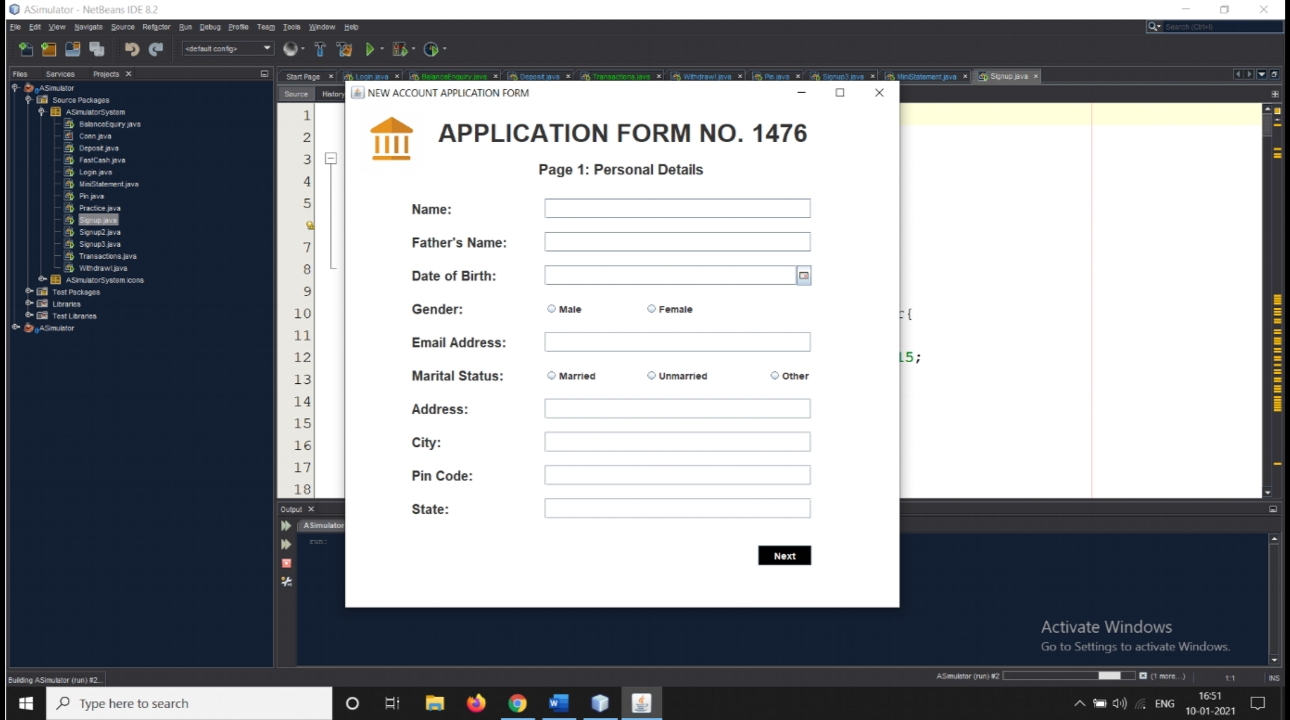 ASimulator - NetBeans IDE 8.2
File Edit View Navigate Source Refactor Run Debug Profile Team Tools Window Help
Search (Ctrl+I)
<default config>
Files Services Projects
Start Page Login.java BalanceEnquiry.java Deposit.java Transactions.java Withdrawl.java Pin.java Signup3.java MiniStatement.java Signup.java
Source History
ASimulator
Source Packages
ASimulatorSystem
BalanceEquiry.java
Conn.java
Deposit.java
FastCash.java
Login.java
MiniStatement.java
Pin.java
Practice.java
Signup.java
Signup2.java
Signup3.java
Transactions.java
Withdrawl.java
ASimulatorSystem.icons
Test Packages
Libraries
Test Libraries
ASimulator
1
2
3
4
5
7
8
9
10
11
12
13
14
15
16
17
18
c{
15;
NEW ACCOUNT APPLICATION FORM
APPLICATION FORM NO. 1476
Page 1: Personal Details
Name:
Father's Name:
Date of Birth:
Gender: Male Female
Email Address:
Marital Status: Married Unmarried Other
Address:
City:
Pin Code:
State:
Next
Output
ASimulator
run:
Activate Windows
Go to Settings to activate Windows.
Building ASimulator (run) #2...
ASimulator (run) #2 (1 more...) 1:1 INS
Type here to search
ENG
16:51
10-01-2021